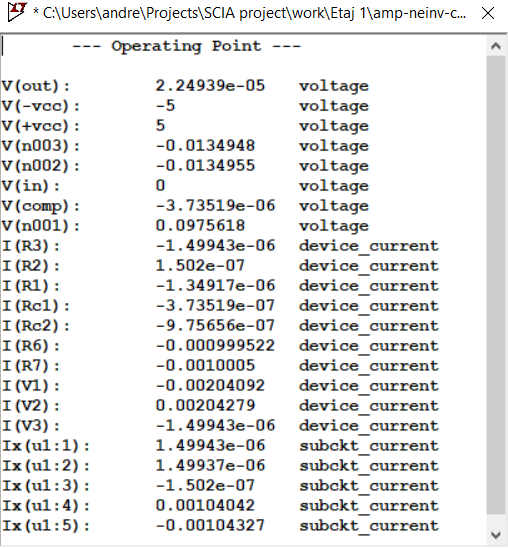 * C:\Users\andre\Projects\SCIA project\work\Etaj 1\amp-neinv-c...
--- Operating Point ---
V(out): 2.24939e-05 voltage
V(-vcc): -5 voltage
V(+vcc): 5 voltage
V(n003): -0.0134948 voltage
V(n002): -0.0134955 voltage
V(in): 0 voltage
V(comp): -3.73519e-06 voltage
V(n001): 0.0975618 voltage
I(R3): -1.49943e-06 device_current
I(R2): 1.502e-07 device_current
I(R1): -1.34917e-06 device_current
I(Rc1): -3.73519e-07 device_current
I(Rc2): -9.75656e-07 device_current
I(R6): -0.000999522 device_current
I(R7): -0.0010005 device_current
I(V1): -0.00204092 device_current
I(V2): 0.00204279 device_current
I(V3): -1.49943e-06 device_current
Ix(u1:1): 1.49943e-06 subckt_current
Ix(u1:2): 1.49937e-06 subckt_current
Ix(u1:3): -1.502e-07 subckt_current
Ix(u1:4): 0.00104042 subckt_current
Ix(u1:5): -0.00104327 subckt_current